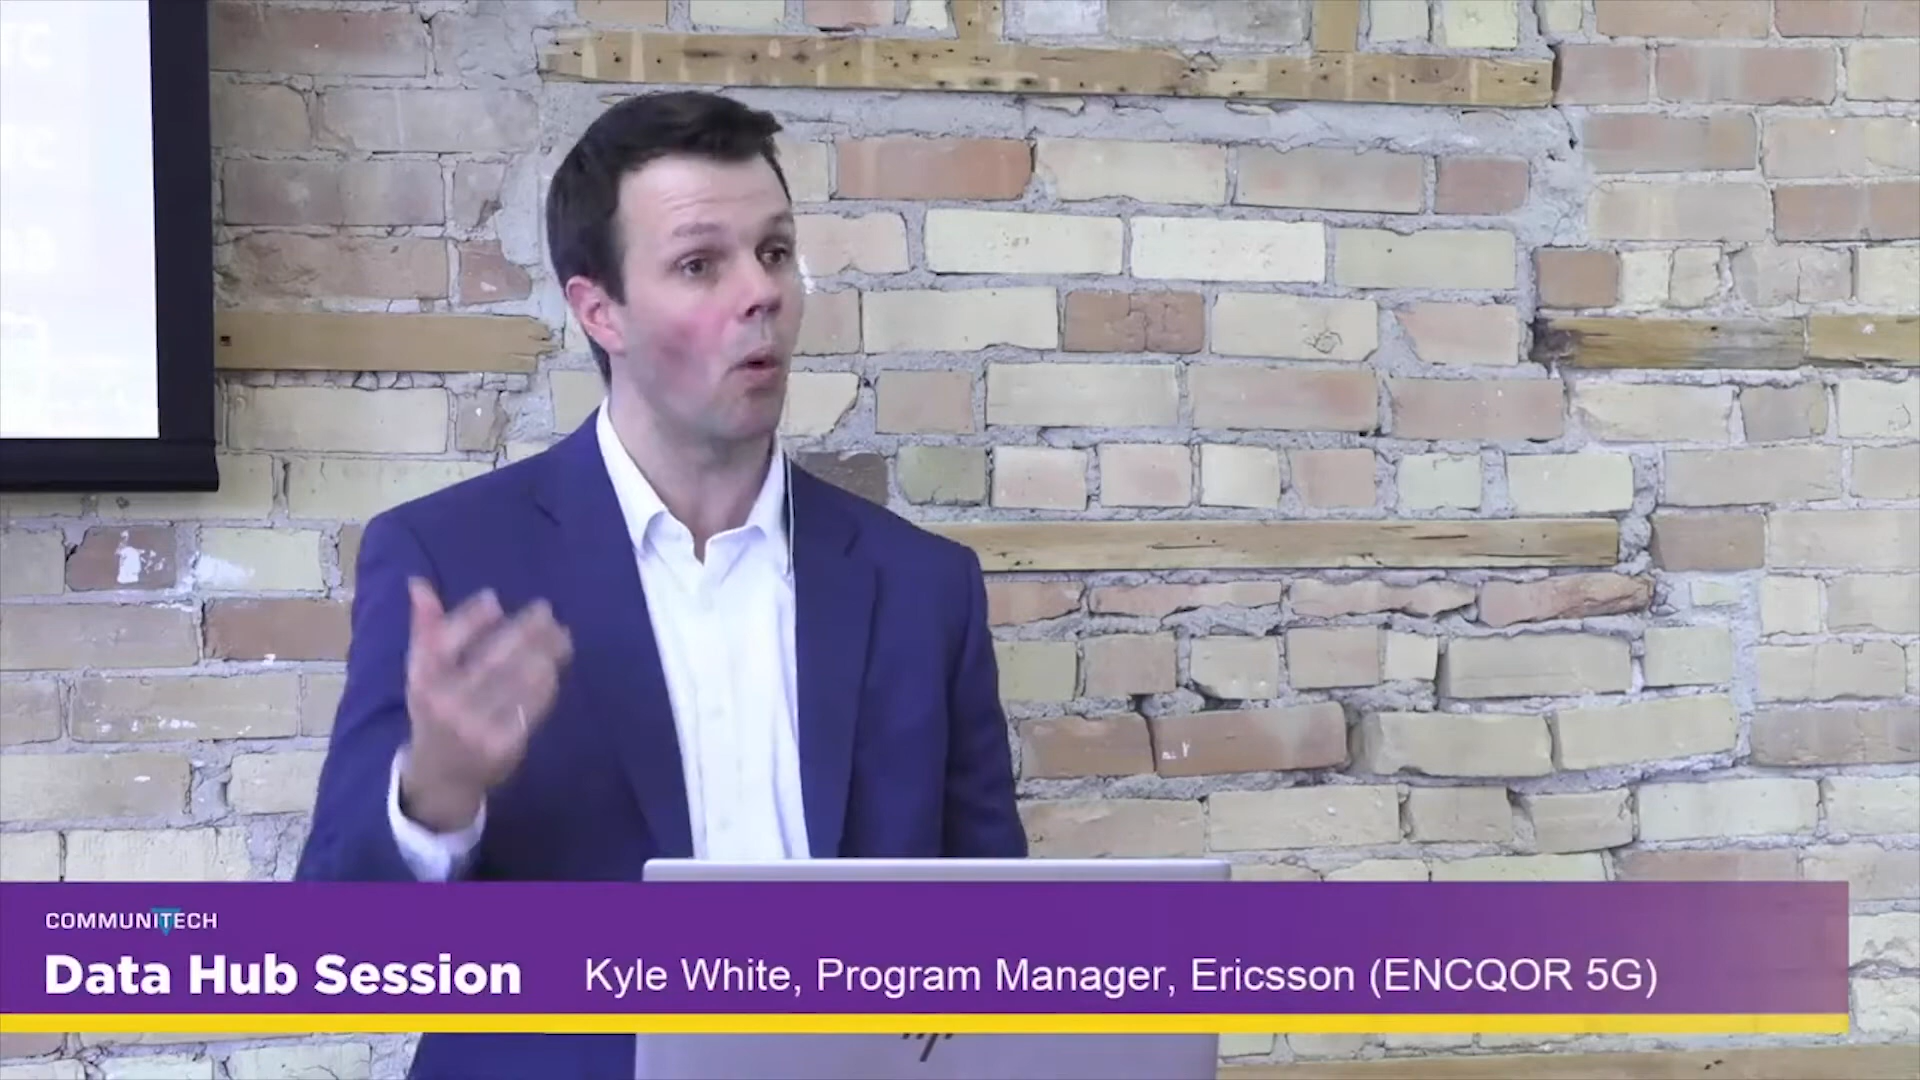 COMMUNITECH
Data Hub Session
Kyle White, Program Manager, Ericsson (ENCQOR 5G)